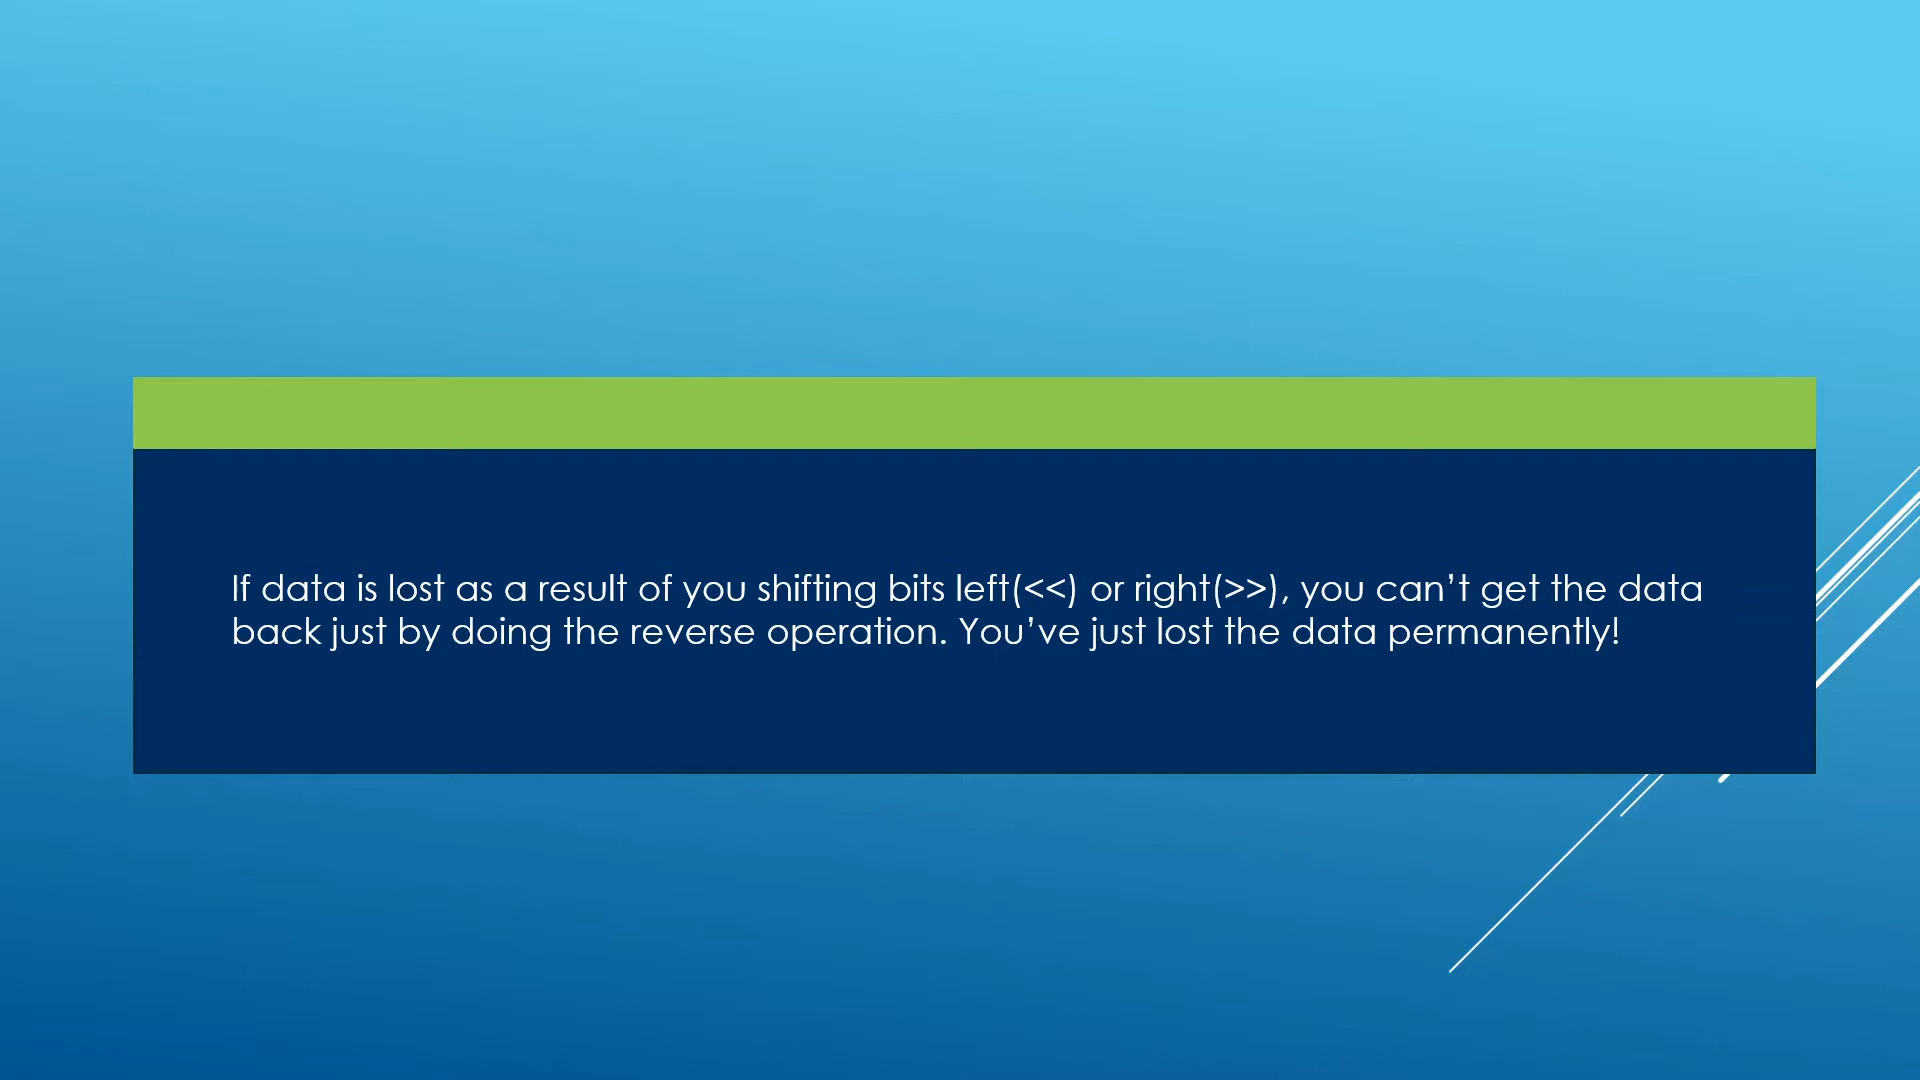 If data is lost as a result of you shifting bits left(<<) or right(>>), you can’t get the data
back just by doing the reverse operation. You’ve just lost the data permanently!